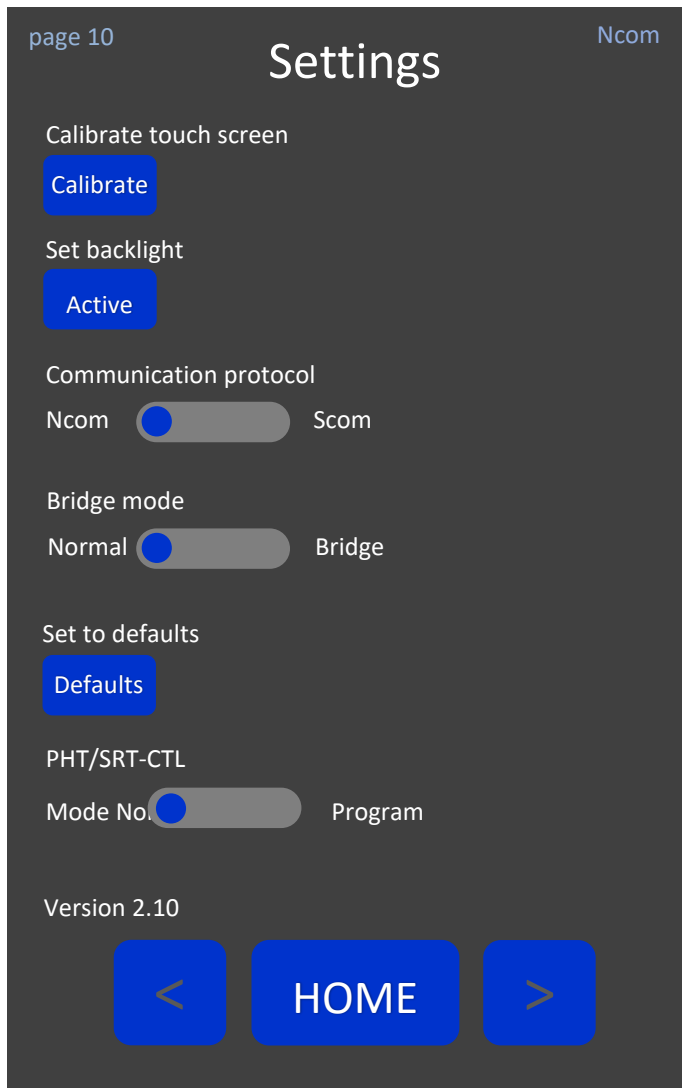 page 10
Settings
Ncom
Calibrate touch screen
Calibrate
Set backlight
Active
Communication protocol
Ncom Scom
Bridge mode
Normal Bridge
Set to defaults
Defaults
PHT/SRT-CTL
Mode Program
Version 2.10
< HOME >